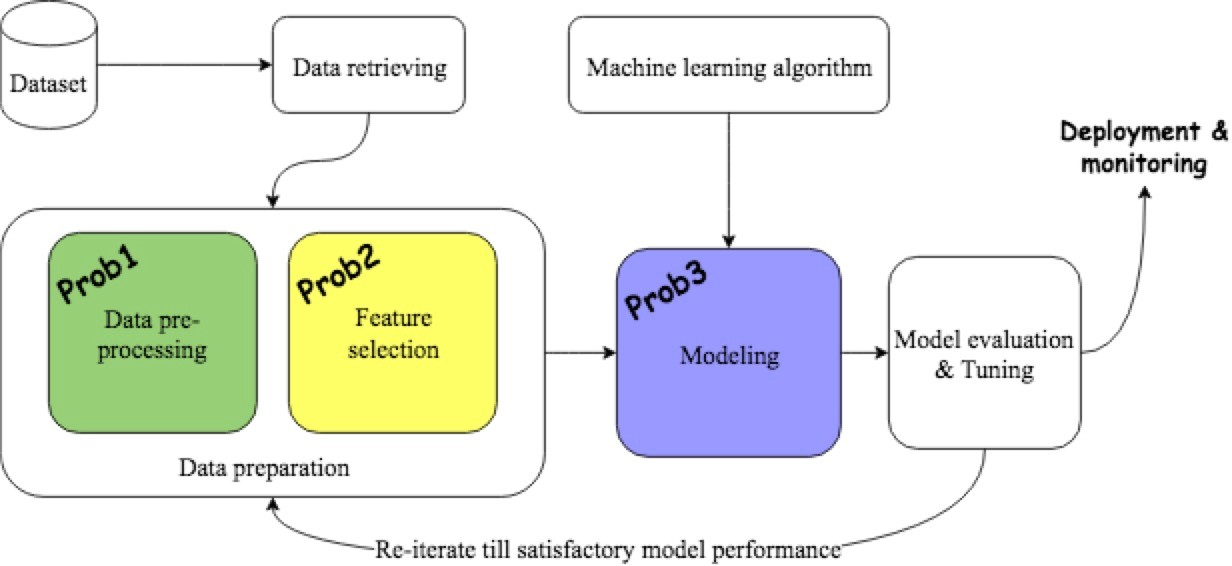 Dataset
Data retrieving
Machine learning algorithm
Deployment &
monitoring
Prob1
Data pre-
processing
Prob2
Feature
selection
Data preparation
Prob3
Modeling
Model evaluation
& Tuning
Re-iterate till satisfactory model performance